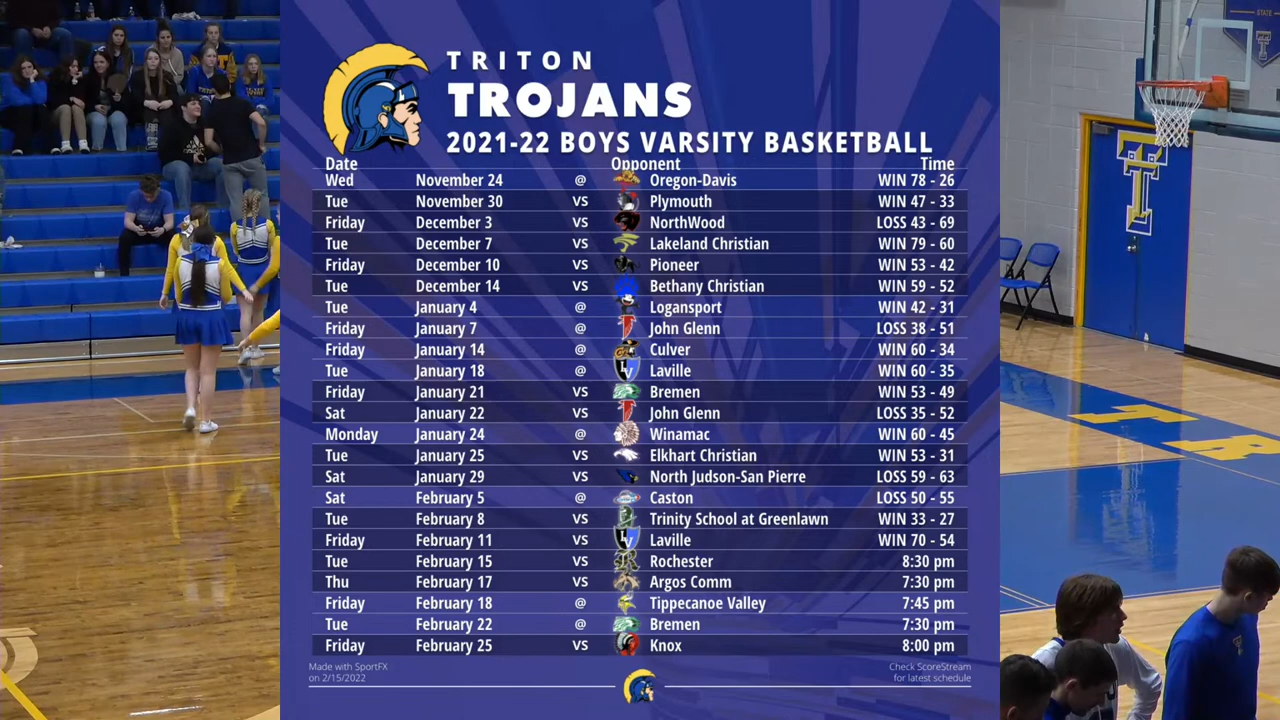 TRITON
TROJANS
2021-22 BOYS VARSITY BASKETBALL
Date Opponent Time
Wed November 24 @ Oregon-Davis WIN 78 - 26
Tue November 30 VS Plymouth WIN 47 - 33
Friday December 3 VS NorthWood LOSS 43 - 69
Tue December 7 VS Lakeland Christian WIN 79 - 60
Friday December 10 VS Pioneer WIN 53 - 42
Tue December 14 VS Bethany Christian WIN 59 - 52
Tue January 4 @ Logansport WIN 42 - 31
Friday January 7 @ John Glenn LOSS 38 - 51
Friday January 14 @ Culver WIN 60 - 34
Tue January 18 @ Laville WIN 60 - 35
Friday January 21 VS Bremen WIN 53 - 49
Sat January 22 VS John Glenn LOSS 35 - 52
Monday January 24 @ Winamac WIN 60 - 45
Tue January 25 VS Elkhart Christian WIN 53 - 31
Sat January 29 VS North Judson-San Pierre LOSS 59 - 63
Sat February 5 @ Caston LOSS 50 - 55
Tue February 8 VS Trinity School at Greenlawn WIN 33 - 27
Friday February 11 VS Laville WIN 70 - 54
Tue February 15 VS Rochester 8:30 pm
Thu February 17 VS Argos Comm 7:30 pm
Friday February 18 @ Tippecanoe Valley 7:45 pm
Tue February 22 @ Bremen 7:30 pm
Friday February 25 VS Knox 8:00 pm
Made with SportFX
on 2/15/2022
Check ScoreStream
for latest schedule
STATE
T
T R